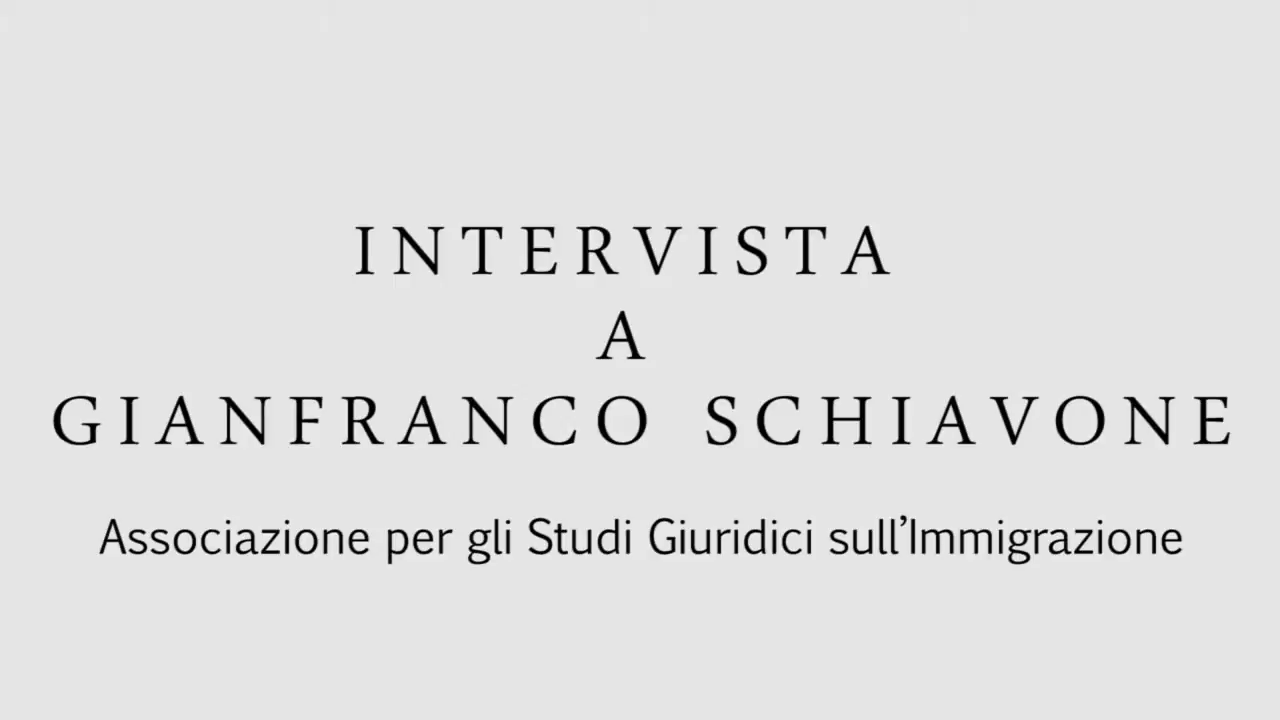 INTERVISTA
A
GIANFRANCO SCHIAVONE
Associazione per gli Studi Giuridici sull’Immigrazione